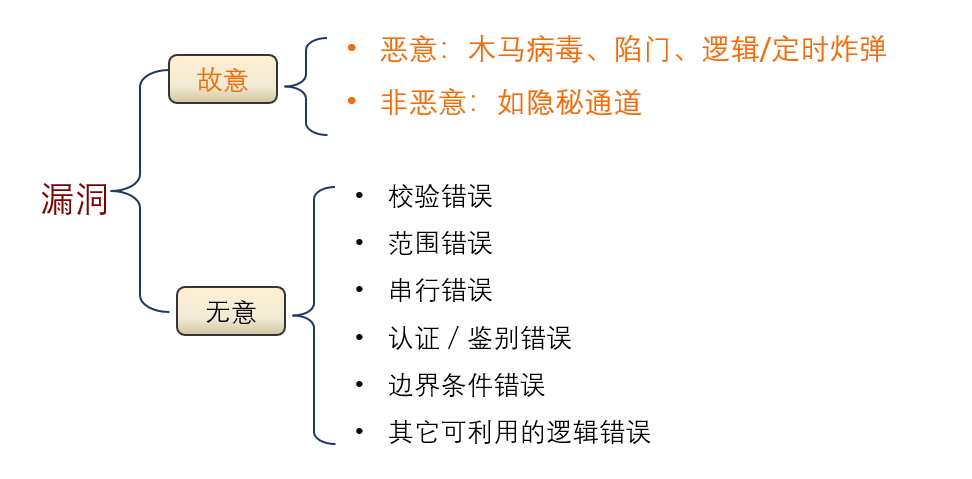 漏洞
故意
• 恶意：木马病毒、陷门、逻辑/定时炸弹
• 非恶意：如隐秘通道
无意
• 校验错误
• 范围错误
• 串行错误
• 认证 / 鉴别错误
• 边界条件错误
• 其它可利用的逻辑错误